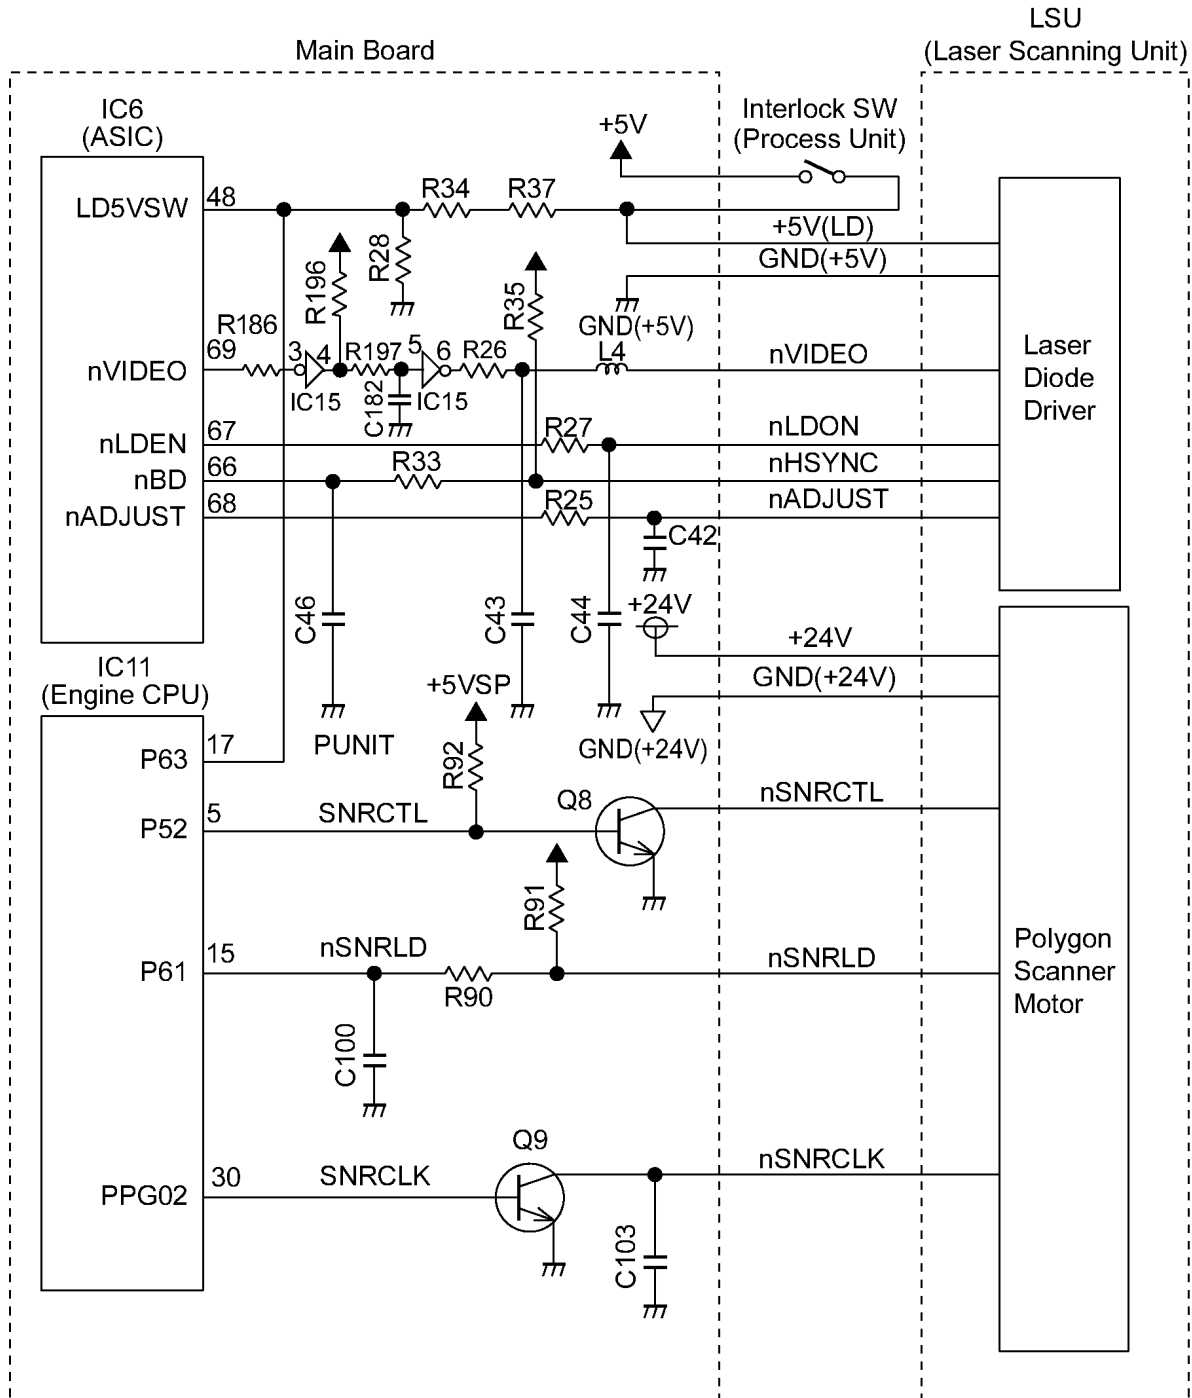 LSU
(Laser Scanning Unit)
Main Board
IC6
(ASIC)
Interlock SW
(Process Unit)
+5V
LD5VSW
48
R34
R37
+5V(LD)
GND(+5V)
R196
R28
R35
GND(+5V)
R186
69
nVIDEO
3
4
IC15
R197
C182
5
6
IC15
R26
L4
nVIDEO
Laser
Diode
Driver
nLDEN
67
R27
nLDON
nBD
66
R33
nHSYNC
nADJUST
68
R25
nADJUST
C42
C46
C43
C44
+24V
+24V
GND(+24V)
GND(+24V)
IC11
(Engine CPU)
+5VSP
PUNIT
R92
P63
17
P52
5
SNRCTL
Q8
nSNRCTL
R91
P61
15
nSNRLD
R90
nSNRLD
Polygon
Scanner
Motor
C100
Q9
PPG02
30
SNRCLK
nSNRCLK
C103